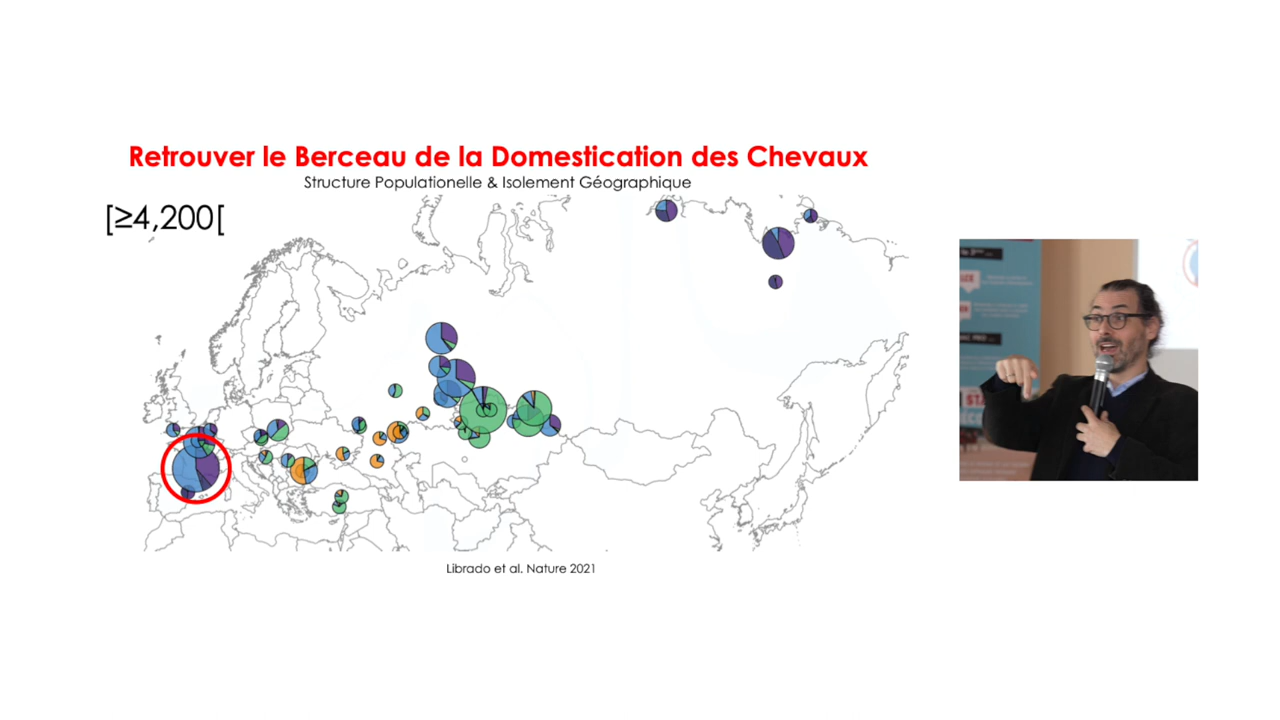 Retrouver le Berceau de la Domestication des Chevaux
Structure Populationelle & Isolement Géographique
[≥4,200[
Librado et al. Nature 2021